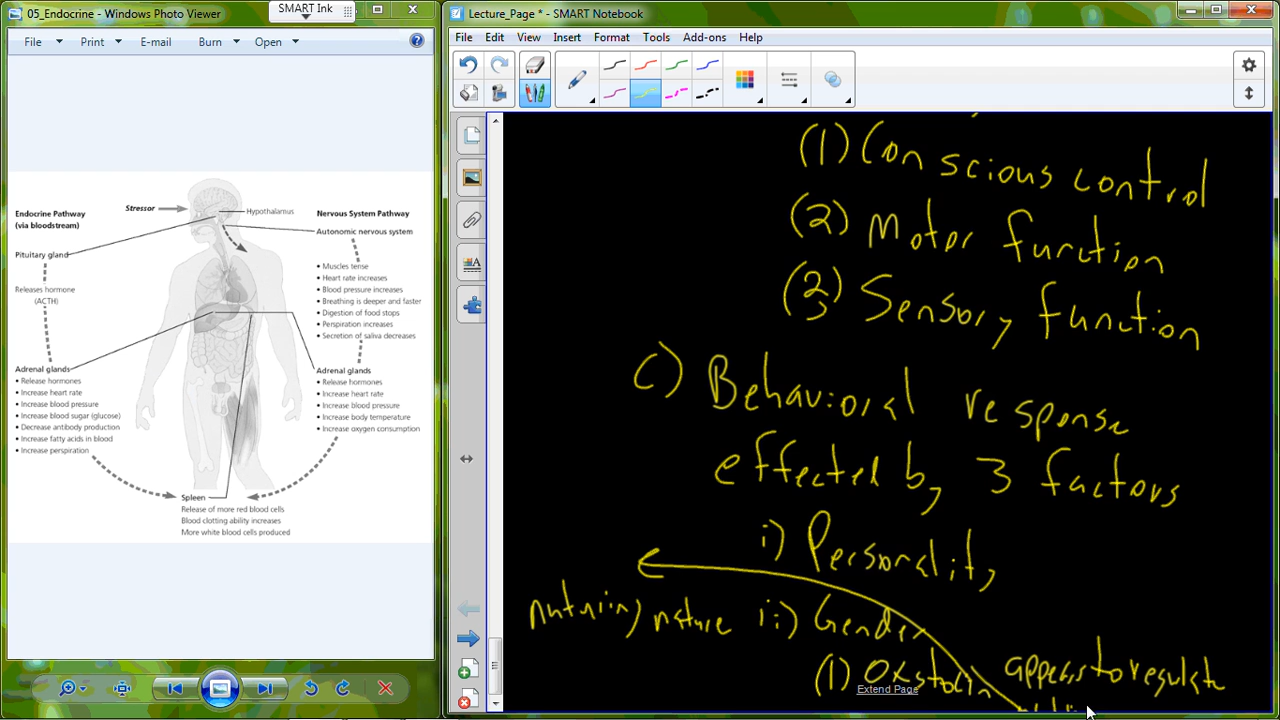 05_Endocrine - Windows Photo Viewer
SMART Ink
File Print E-mail Burn Open
Stressor
Hypothalamus
Endocrine Pathway
(via bloodstream)
Nervous System Pathway
Autonomic nervous system
Pituitary gland
Releases hormone
(ACTH)
• Muscles tense
• Heart rate increases
• Blood pressure increases
• Breathing is deeper and faster
• Digestion of food stops
• Perspiration increases
• Secretion of saliva decreases
Adrenal glands
• Release hormones
• Increase heart rate
• Increase blood pressure
• Increase blood sugar (glucose)
• Decrease antibody production
• Increase fatty acids in blood
• Increase perspiration
Adrenal glands
• Release hormones
• Increase heart rate
• Increase blood pressure
• Increase body temperature
• Increase oxygen consumption
Spleen
Release of more red blood cells
Blood clotting ability increases
More white blood cells produced
Lecture_Page * - SMART Notebook
File Edit View Insert Format Tools Add-ons Help
(1) Conscious control
(2) Motor function
(3) Sensory function
c) Behavioral response
effected by 3 factors
i) Personality
nuturing nature ii) Gender
(1) Oxstocin appears to regulate
Extend Page